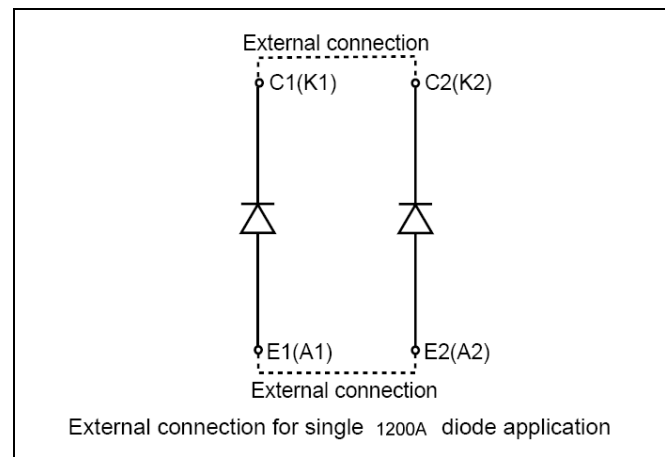 External connection
C1(K1)
C2(K2)
E1(A1)
E2(A2)
External connection
External connection for single 1200A diode application